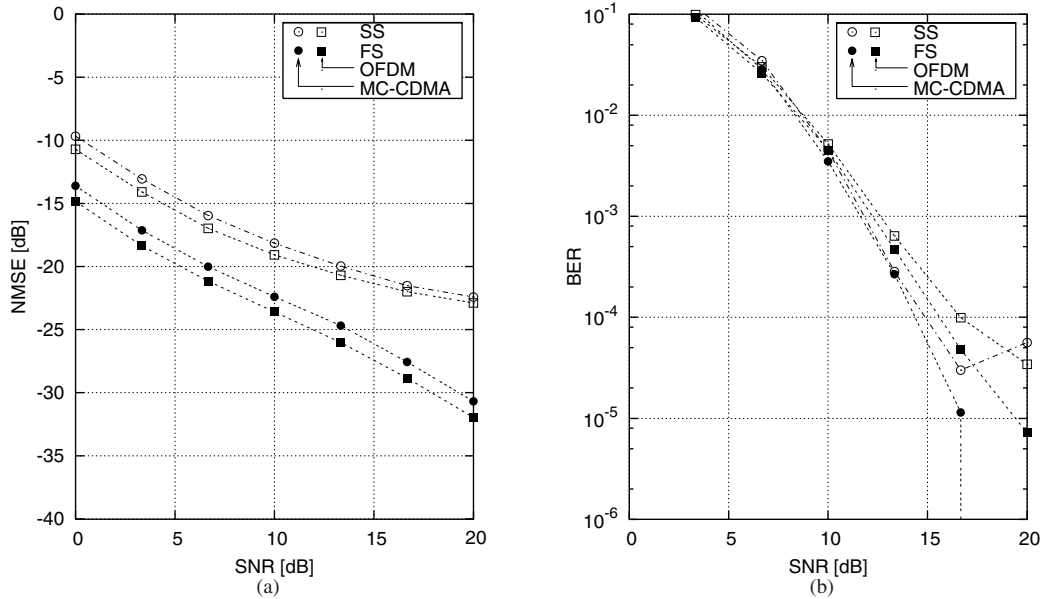 0
-5
-10
-15
-20
-25
-30
-35
-40
NMSE [dB]
0 5 10 15 20
SNR [dB]
(a)
SS
FS
OFDM
MC-CDMA
10-1
10-2
10-3
10-4
10-5
10-6
BER
0 5 10 15 20
SNR [dB]
(b)
SS
FS
OFDM
MC-CDMA